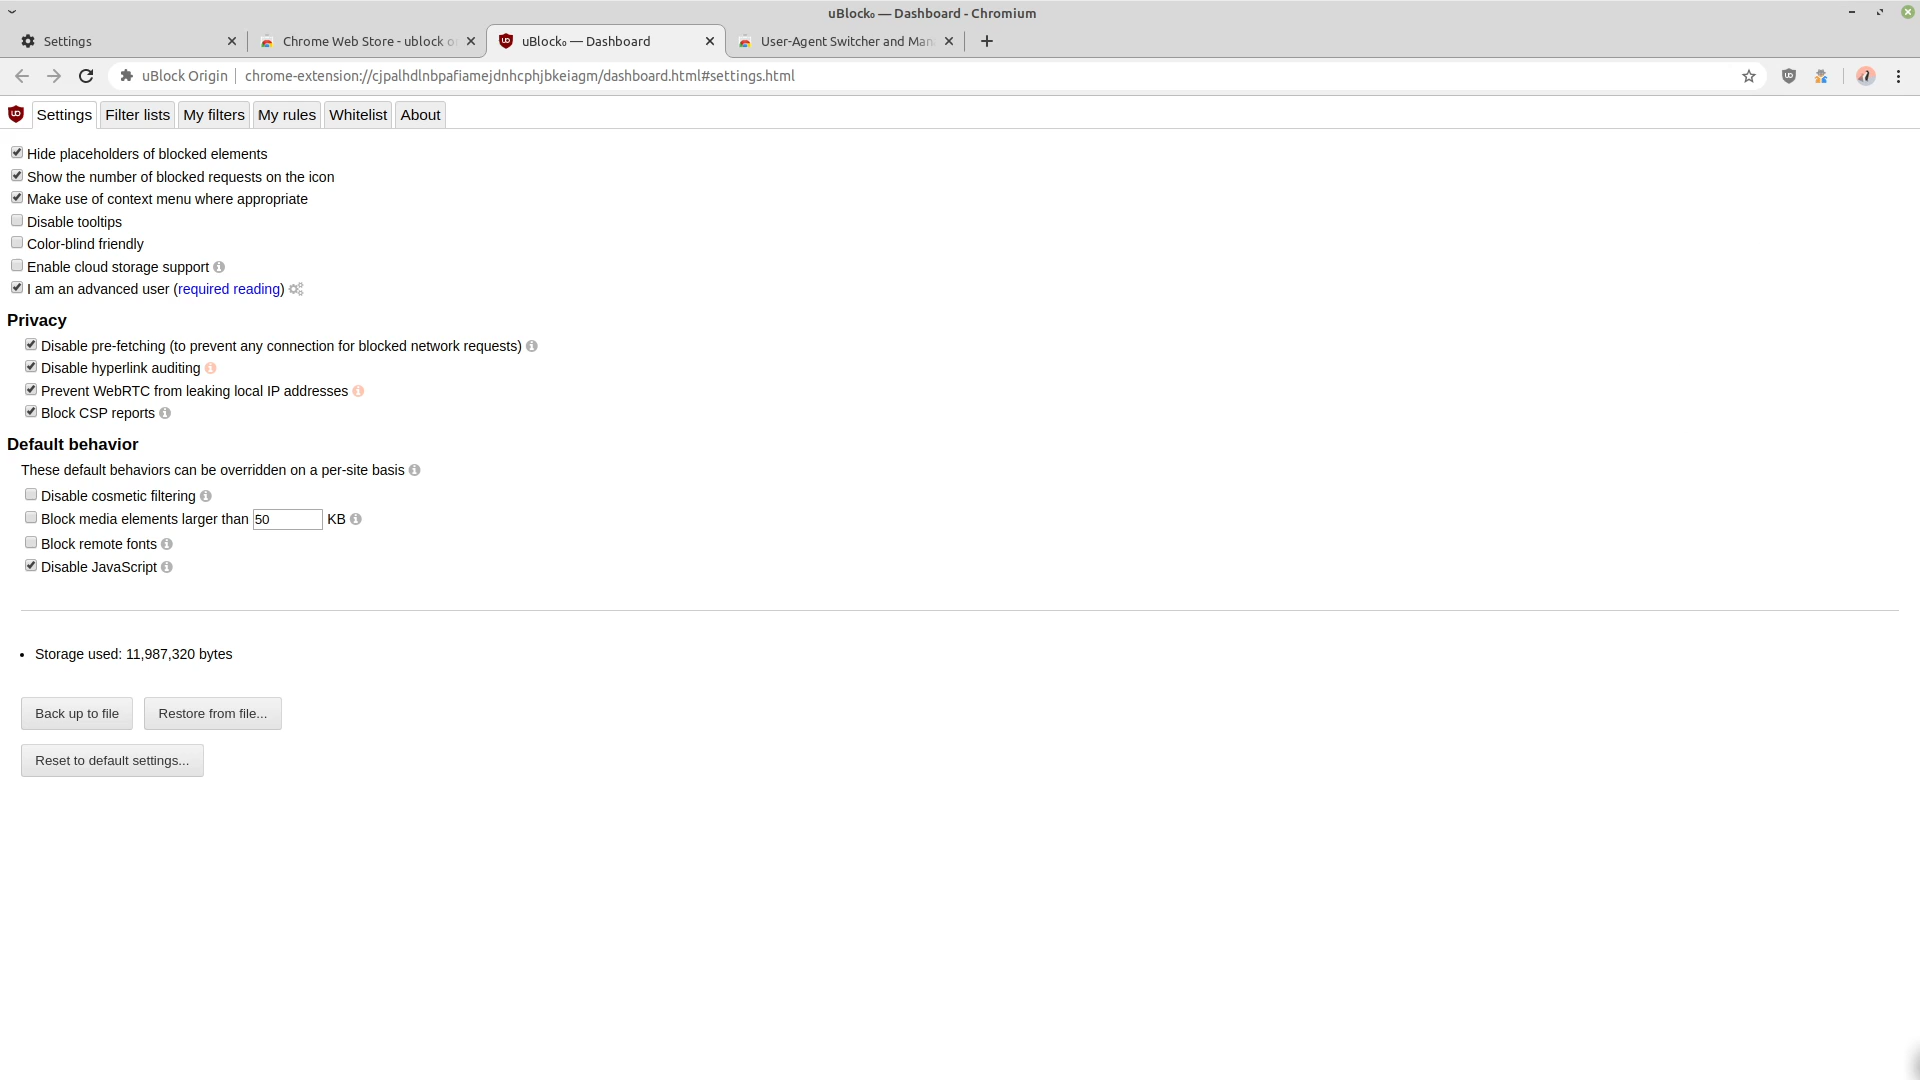 uBlock₀ — Dashboard - Chromium
Settings
Chrome Web Store - ublock o
uBlock₀ — Dashboard
User-Agent Switcher and Man
uBlock Origin
chrome-extension://cjpalhdlnbpafiamejdnhcphjbkeiagm/dashboard.html#settings.html
Settings
Filter lists
My filters
My rules
Whitelist
About
Hide placeholders of blocked elements
Show the number of blocked requests on the icon
Make use of context menu where appropriate
Disable tooltips
Color-blind friendly
Enable cloud storage support
I am an advanced user (required reading)
Privacy
Disable pre-fetching (to prevent any connection for blocked network requests)
Disable hyperlink auditing
Prevent WebRTC from leaking local IP addresses
Block CSP reports
Default behavior
These default behaviors can be overridden on a per-site basis
Disable cosmetic filtering
Block media elements larger than 50 KB
Block remote fonts
Disable JavaScript
• Storage used: 11,987,320 bytes
Back up to file
Restore from file...
Reset to default settings...